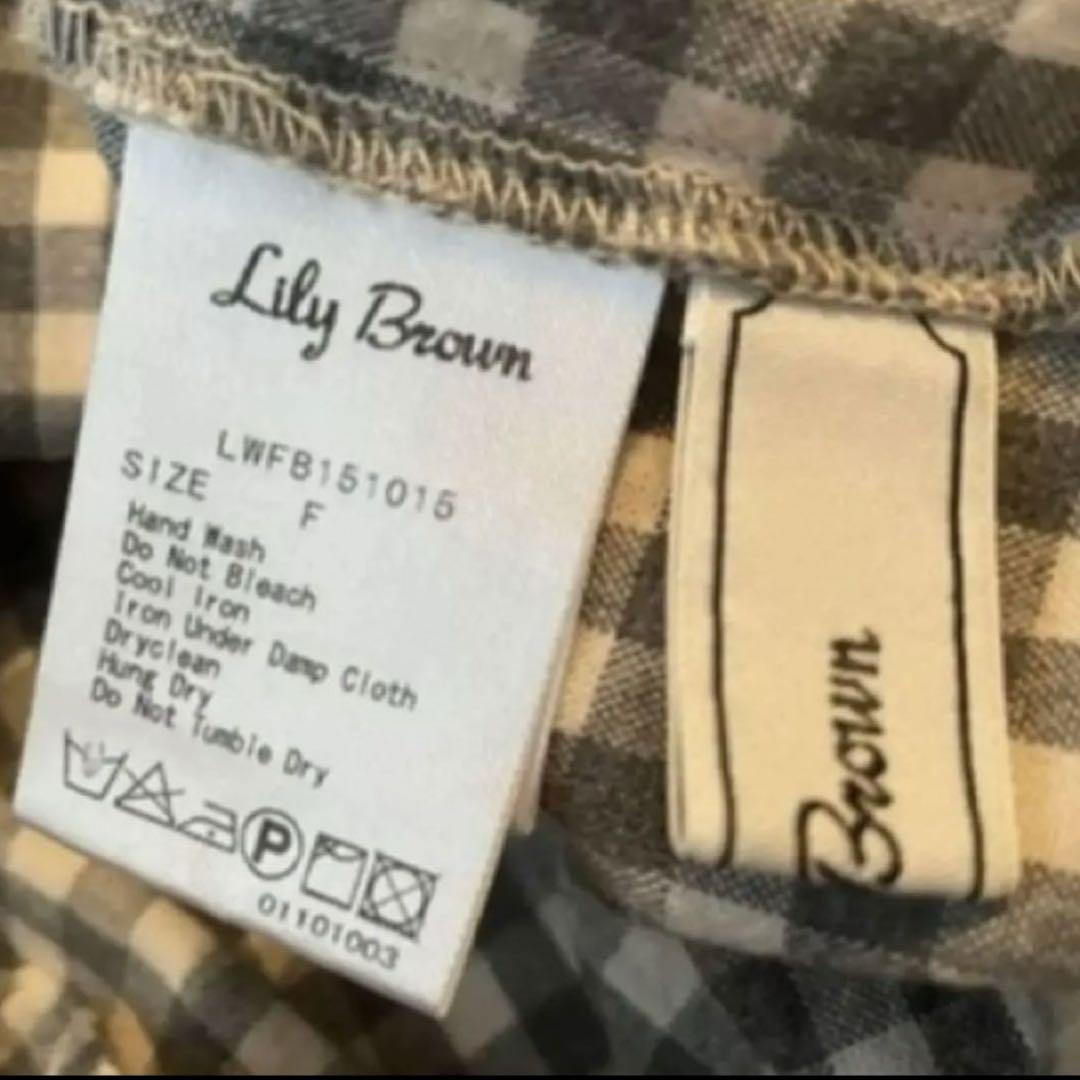 Lily Brown
LWFB151015
SIZE F
Hand Wash
Do Not Bleach
Cool Iron
Iron Under Damp Cloth
Dryclean
Hung Dry
Do Not Tumble Dry
P
01101003
Brown